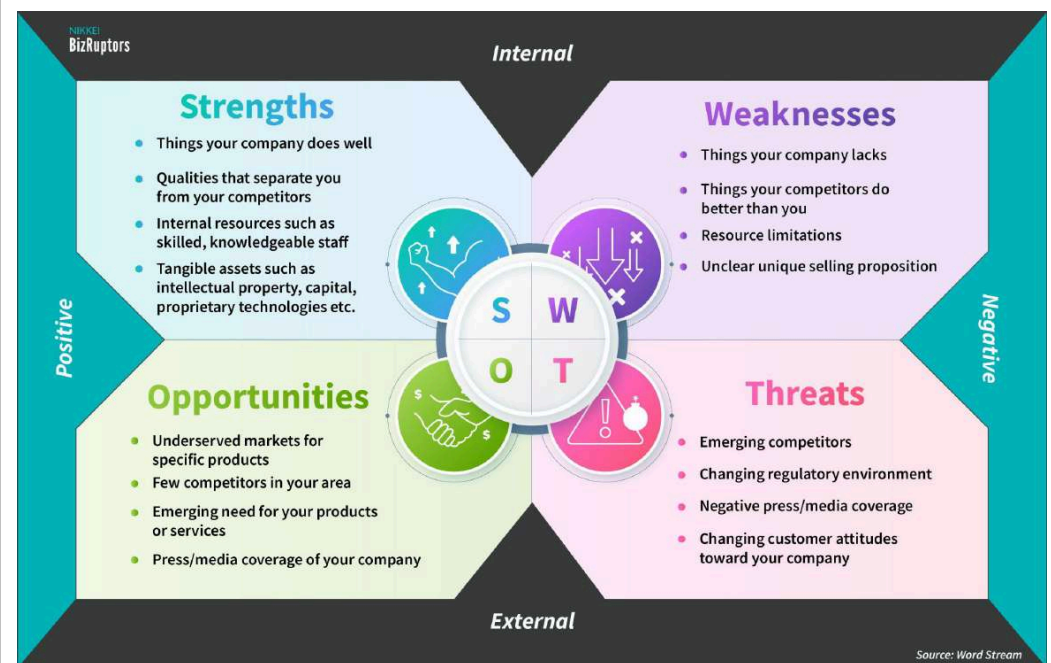 NIKKEI
BizRuptors
Internal
Strengths
Things your company does well
Qualities that separate you
from your competitors
Internal resources such as
skilled, knowledgeable staff
Tangible assets such as
intellectual property, capital,
proprietary technologies etc.
Weaknesses
Things your company lacks
Things your competitors do
better than you
Resource limitations
Unclear unique selling proposition
Positive
S W
O T
Negative
Opportunities
Underserved markets for
specific products
Few competitors in your area
Emerging need for your products
or services
Press/media coverage of your company
Threats
Emerging competitors
Changing regulatory environment
Negative press/media coverage
Changing customer attitudes
toward your company
External
Source: Word Stream